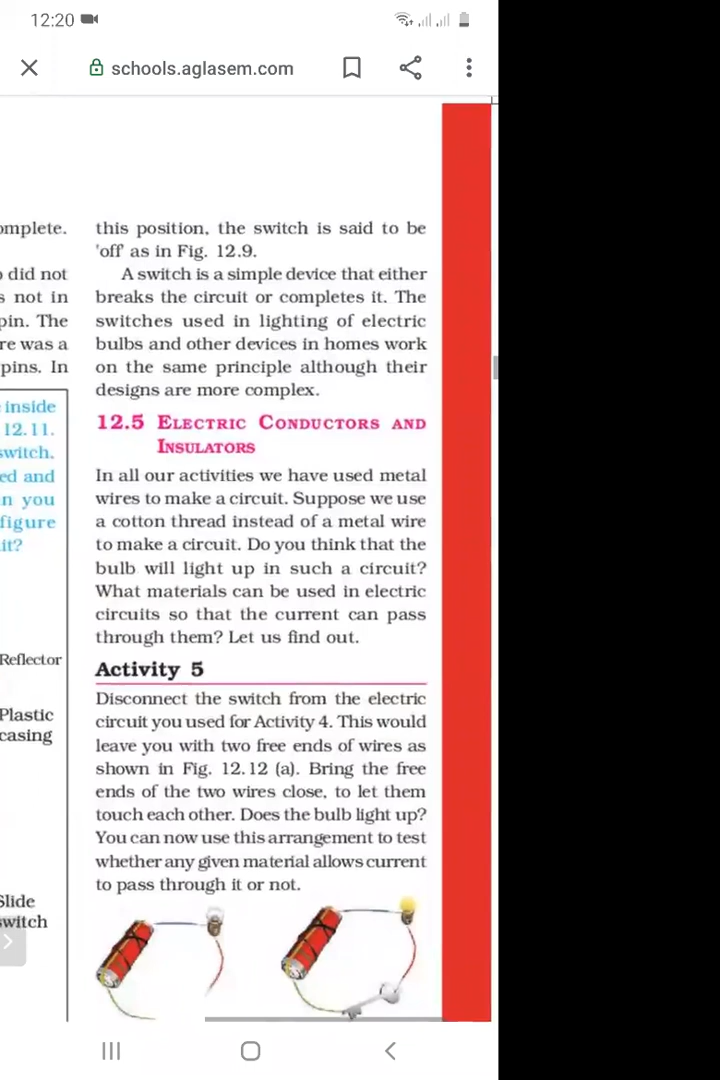 12:20
schools.aglasem.com
omplete.
did not
s not in
pin. The
re was a
pins. In
inside
12.11.
switch.
ed and
n you
figure
it?
Reflector
Plastic
casing
Slide
switch
this position, the switch is said to be
'off' as in Fig. 12.9.
A switch is a simple device that either
breaks the circuit or completes it. The
switches used in lighting of electric
bulbs and other devices in homes work
on the same principle although their
designs are more complex.
12.5 ELECTRIC CONDUCTORS AND
INSULATORS
In all our activities we have used metal
wires to make a circuit. Suppose we use
a cotton thread instead of a metal wire
to make a circuit. Do you think that the
bulb will light up in such a circuit?
What materials can be used in electric
circuits so that the current can pass
through them? Let us find out.
Activity 5
Disconnect the switch from the electric
circuit you used for Activity 4. This would
leave you with two free ends of wires as
shown in Fig. 12.12 (a). Bring the free
ends of the two wires close, to let them
touch each other. Does the bulb light up?
You can now use this arrangement to test
whether any given material allows current
to pass through it or not.